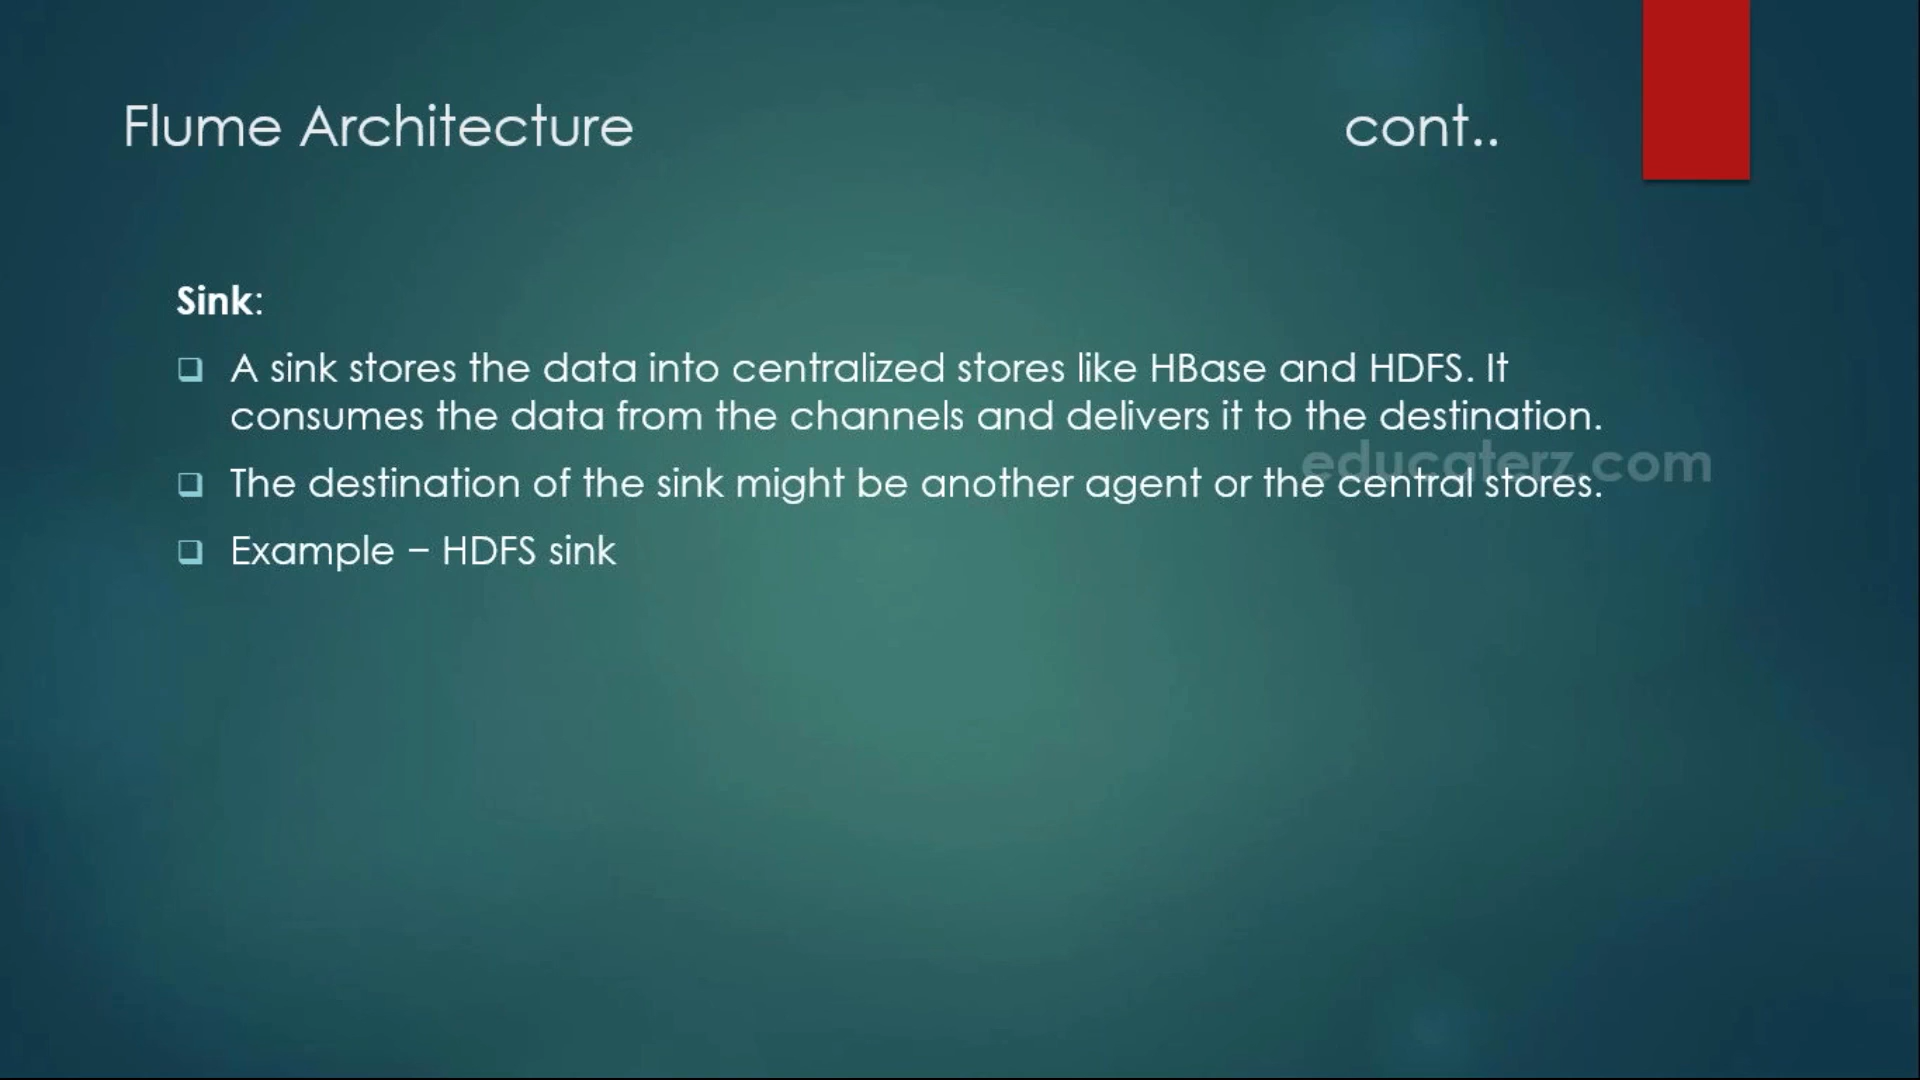 Flume Architecture cont..
Sink:
A sink stores the data into centralized stores like HBase and HDFS. It
consumes the data from the channels and delivers it to the destination.
educaterz.com
The destination of the sink might be another agent or the central stores.
Example – HDFS sink